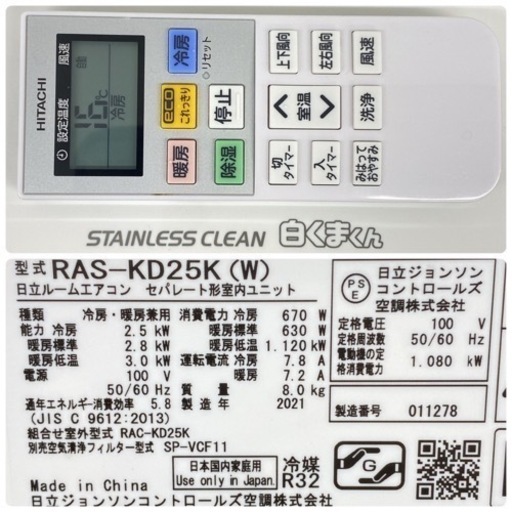 HITACHI
設定温度
風速
16℃
冷房
冷房
リセット
eco
これっきり
停止
暖房
除湿
上下風向
左右風向
風速
室温
洗浄
切
タイマー
入
タイマー
みはって
おやすみ
STAINLESS CLEAN 白くまくん
型式 RAS-KD25K(W)
日立ルームエアコン セパレート形室内ユニット
種類 冷房・暖房兼用 消費電力 冷房 670 W
能力 冷房 2.5 kW 暖房標準 630 W
暖房標準 2.8 kW 暖房低温 1.120 kW
暖房低温 3.0 kW 運転電流 冷房 7.8 A
電源 100 V 暖房 7.2 A
50/60 Hz 質量 8.0 kg
通年エネルギー消費効率 5.8 製造年 2021
(JIS C 9612:2013)
組合せ室外型式 RAC-KD25K
別売空気清浄フィルター型式 SP-VCF11
日本国内家庭用
Use only in Japan.
冷媒
R32
Made in China
日立ジョンソンコントロールズ空調株式会社
PS
E
日立ジョンソン
コントロールズ
空調株式会社
定格電圧 100 V
定格周波数 50/60 Hz
電動機の定
格消費電力 1.080 kW
製造番号 011278
G